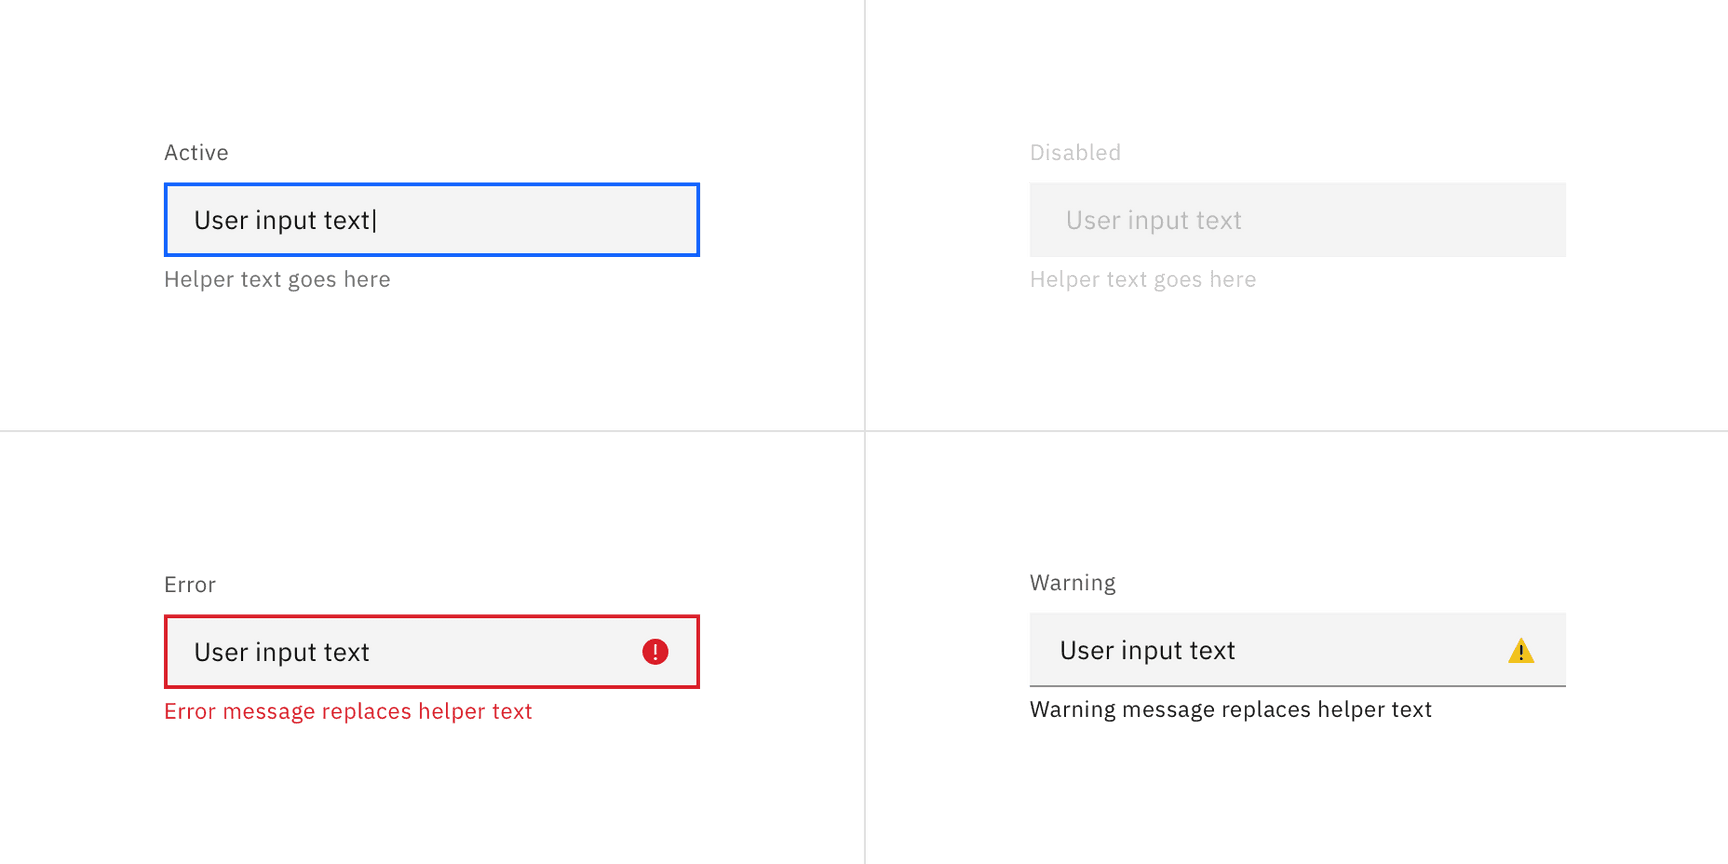 Active
User input text
Helper text goes here
Disabled
User input text
Helper text goes here
Error
User input text
Error message replaces helper text
Warning
User input text
Warning message replaces helper text